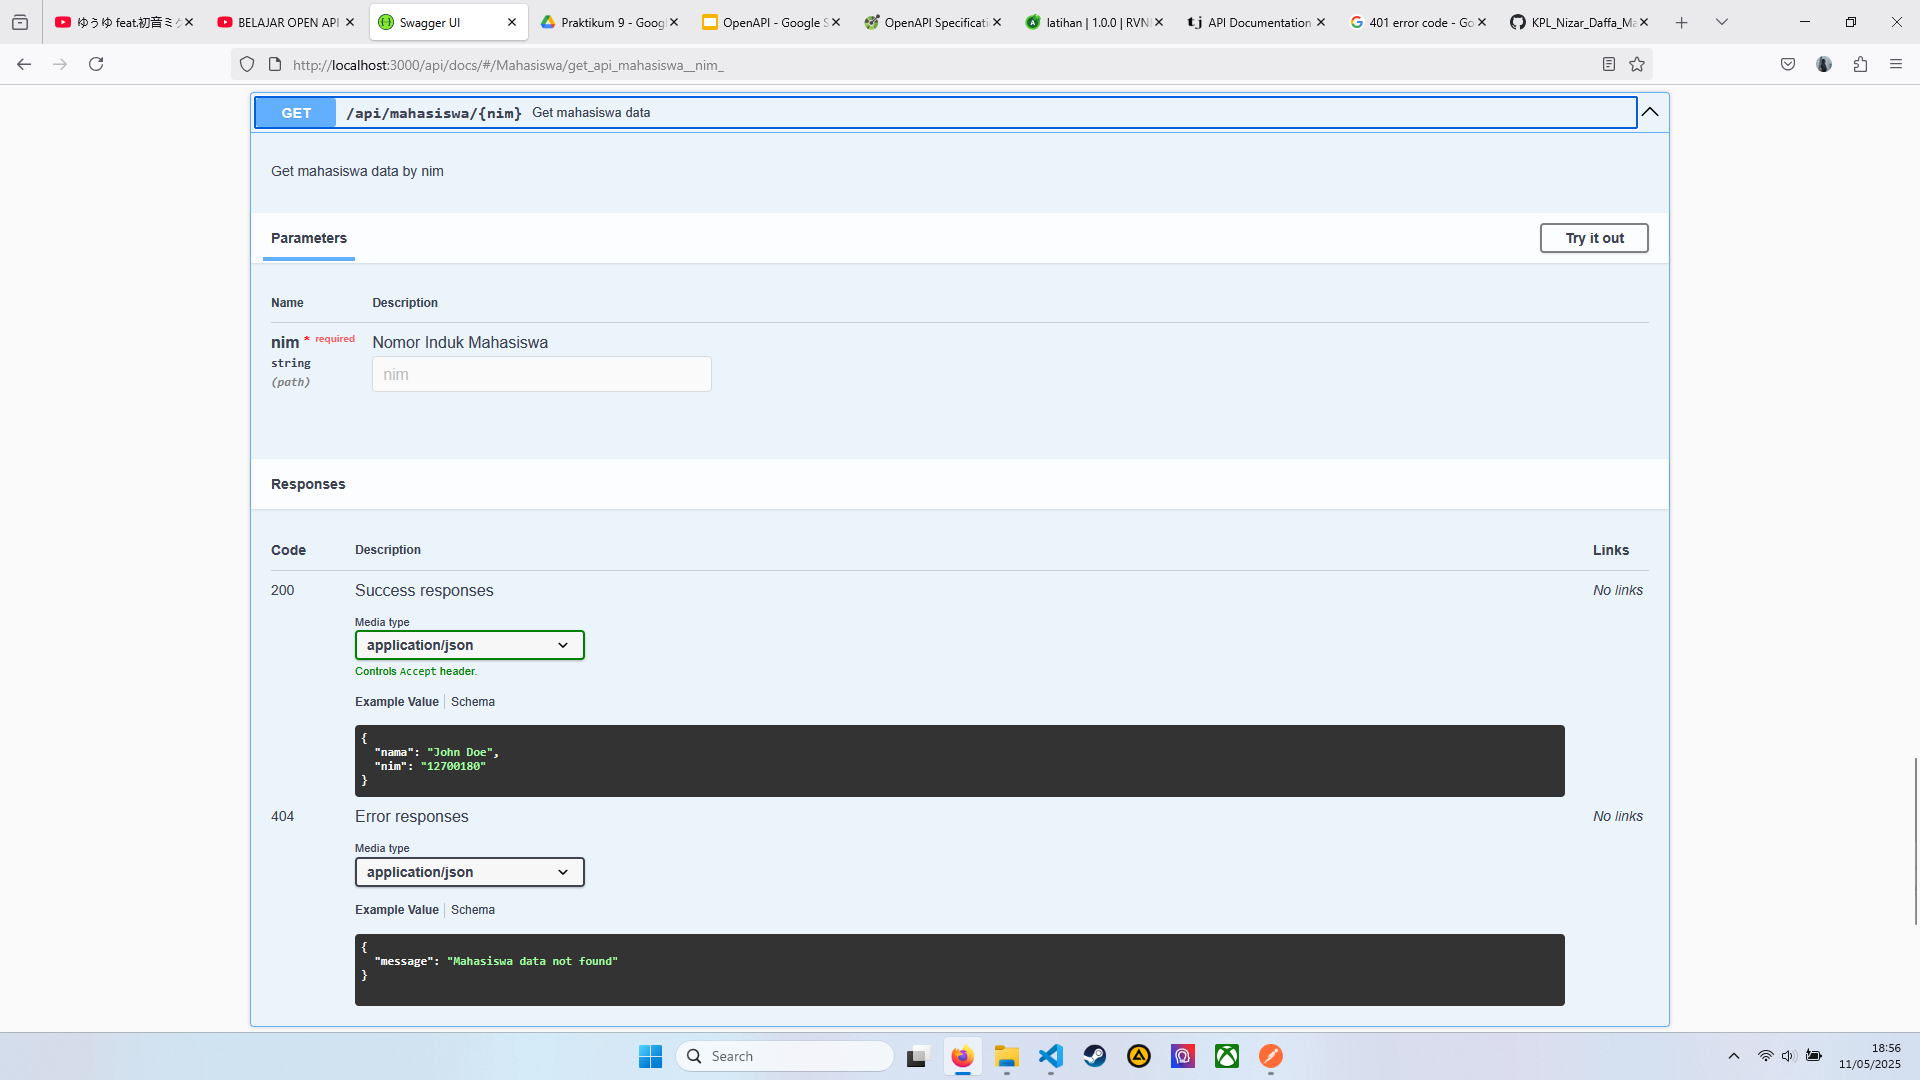 ゆうゆ feat.初音ミク
BELAJAR OPEN API
Swagger UI
Praktikum 9 - Goog
OpenAPI - Google S
OpenAPI Specificati
latihan | 1.0.0 | RVN
API Documentation
401 error code - Go
KPL_Nizar_Daffa_Ma
http://localhost:3000/api/docs/#/Mahasiswa/get_api_mahasiswa__nim_
GET /api/mahasiswa/{nim} Get mahasiswa data
Get mahasiswa data by nim
Parameters
Try it out
Name Description
nim * required
string
(path)
Nomor Induk Mahasiswa
nim
Responses
Code Description Links
200 Success responses No links
Media type
application/json
Controls Accept header.
Example Value Schema
{
"nama": "John Doe",
"nim": "12700180"
}
404 Error responses No links
Media type
application/json
Example Value Schema
{
"message": "Mahasiswa data not found"
}
Search
18:56
11/05/2025